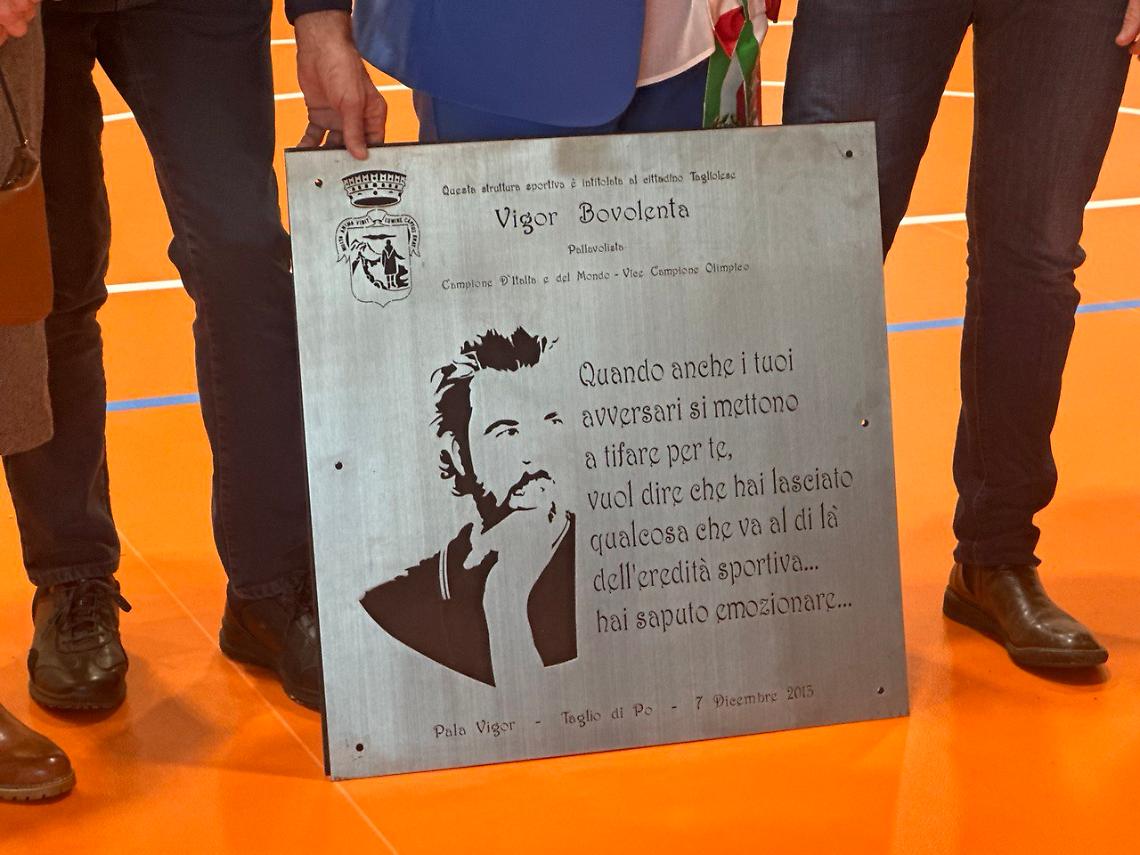 Questa struttura sportiva è intitolata al cittadino Tagliolese
Vigor Bovolenta
Pallavolista
Campione D'Italia e del Mondo - Vice Campione Olimpico
Quando anche i tuoi
avversari si mettono
a tifare per te,
vuol dire che hai lasciato
qualcosa che va al di là
dell'eredità sportiva...
hai saputo emozionare...
Pala Vigor - Taglio di Po - 7 Dicembre 2013